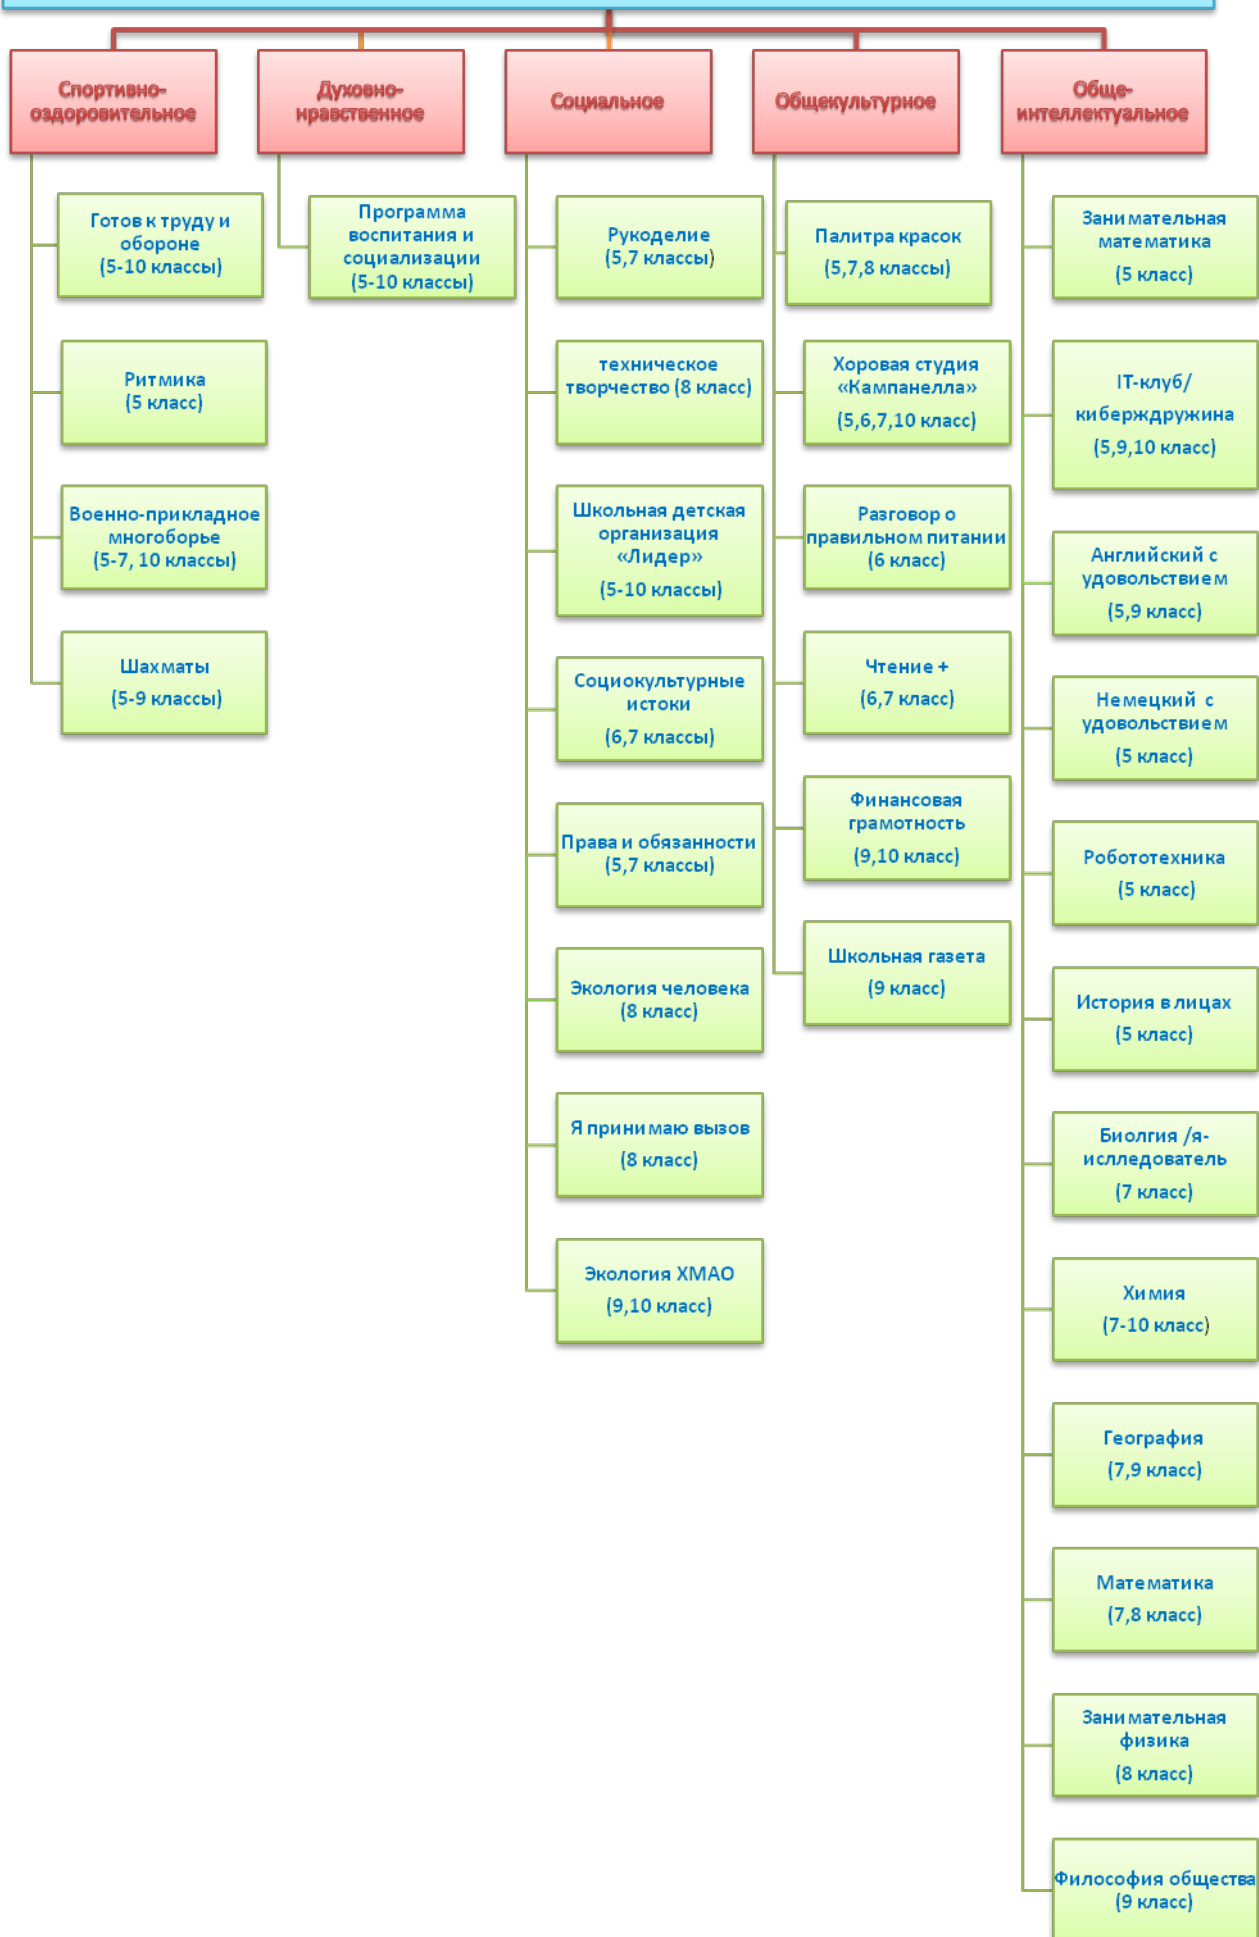 Спортивно-
оздоровительное
Духовно-
нравственное
Социальное
Общекультурное
Обще-
интеллектуальное
Готов к труду и
обороне
(5-10 классы)
Ритмика
(5 класс)
Военно-прикладное
многоборье
(5-7, 10 классы)
Шахматы
(5-9 классы)
Программа
воспитания и
социализации
(5-10 классы)
Рукоделие
(5,7 классы)
техническое
творчество (8 класс)
Школьная детская
организация
«Лидер»
(5-10 классы)
Социокультурные
истоки
(6,7 классы)
Права и обязанности
(5,7 классы)
Экология человека
(8 класс)
Я принимаю вызов
(8 класс)
Экология ХМАО
(9,10 класс)
Палитра красок
(5,7,8 классы)
Хоровая студия
«Кампанелла»
(5,6,7,10 класс)
Разговор о
правильном питании
(6 класс)
Чтение +
(6,7 класс)
Финансовая
грамотность
(9,10 класс)
Школьная газета
(9 класс)
Занимательная
математика
(5 класс)
IT-клуб/
киберждружина
(5,9,10 класс)
Английский с
удовольствием
(5,9 класс)
Немецкий с
удовольствием
(5 класс)
Робототехника
(5 класс)
История в лицах
(5 класс)
Биолгия /я-
ислледователь
(7 класс)
Химия
(7-10 класс)
География
(7,9 класс)
Математика
(7,8 класс)
Занимательная
физика
(8 класс)
Философия общества
(9 класс)